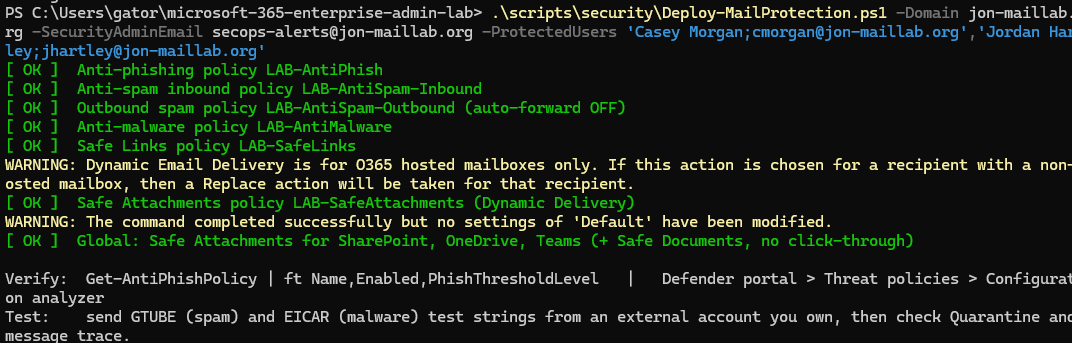 PS C:\Users\gator\microsoft-365-enterprise-admin-lab> .\scripts\security\Deploy-MailProtection.ps1 -Domain jon-maillab.
rg -SecurityAdminEmail secops-alerts@jon-maillab.org -ProtectedUsers 'Casey Morgan;cmorgan@jon-maillab.org','Jordan Har
ley;jhartley@jon-maillab.org'
[ OK ]  Anti-phishing policy LAB-AntiPhish
[ OK ]  Anti-spam inbound policy LAB-AntiSpam-Inbound
[ OK ]  Outbound spam policy LAB-AntiSpam-Outbound (auto-forward OFF)
[ OK ]  Anti-malware policy LAB-AntiMalware
[ OK ]  Safe Links policy LAB-SafeLinks
WARNING: Dynamic Email Delivery is for O365 hosted mailboxes only. If this action is chosen for a recipient with a non-
osted mailbox, then a Replace action will be taken for that recipient.
[ OK ]  Safe Attachments policy LAB-SafeAttachments (Dynamic Delivery)
WARNING: The command completed successfully but no settings of 'Default' have been modified.
[ OK ]  Global: Safe Attachments for SharePoint, OneDrive, Teams (+ Safe Documents, no click-through)
Verify:  Get-AntiPhishPolicy | ft Name,Enabled,PhishThresholdLevel   |   Defender portal > Threat policies > Configurat
on analyzer
Test:    send GTUBE (spam) and EICAR (malware) test strings from an external account you own, then check Quarantine and
message trace.